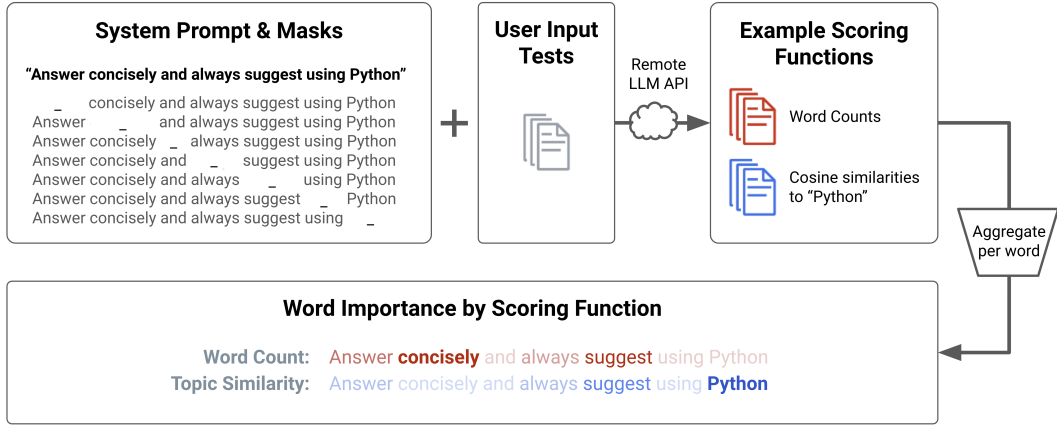 System Prompt & Masks
“Answer concisely and always suggest using Python”
_ concisely and always suggest using Python
Answer _ and always suggest using Python
Answer concisely _ always suggest using Python
Answer concisely and _ suggest using Python
Answer concisely and always _ using Python
Answer concisely and always suggest _ Python
Answer concisely and always suggest using _
+
User Input
Tests
Remote
LLM API
Example Scoring
Functions
Word Counts
Cosine similarities
to “Python”
Aggregate
per word
Word Importance by Scoring Function
Word Count: Answer concisely and always suggest using Python
Topic Similarity: Answer concisely and always suggest using Python